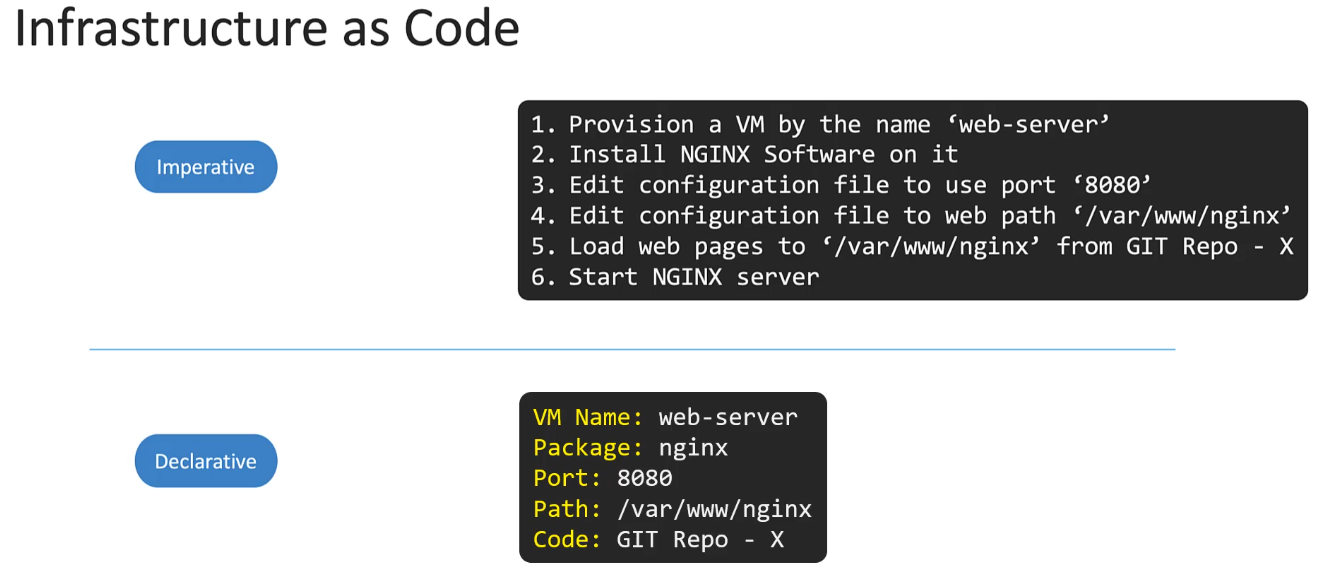 Infrastructure as Code
Imperative
1. Provision a VM by the name ‘web-server’
2. Install NGINX Software on it
3. Edit configuration file to use port ‘8080’
4. Edit configuration file to web path ‘/var/www/nginx’
5. Load web pages to ‘/var/www/nginx’ from GIT Repo - X
6. Start NGINX server
Declarative
VM Name: web-server
Package: nginx
Port: 8080
Path: /var/www/nginx
Code: GIT Repo - X